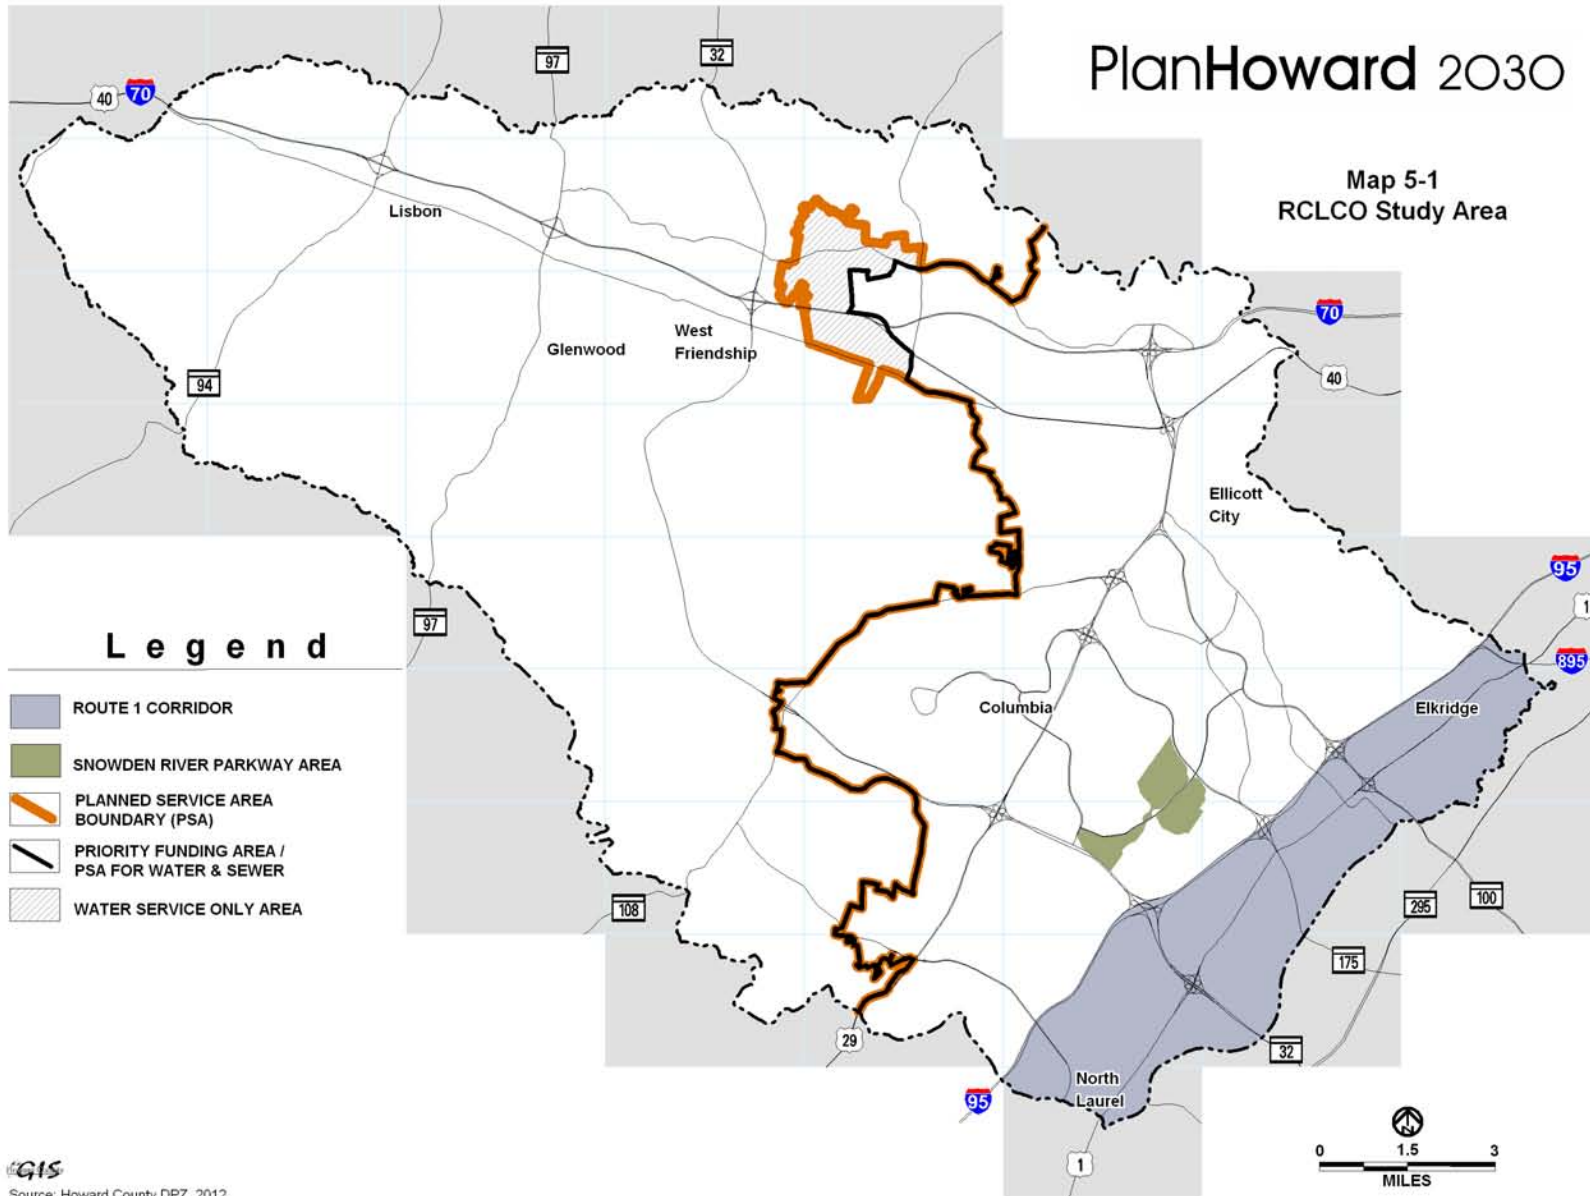 PlanHoward 2030
Map 5-1
RCLCO Study Area
40
70
97
32
Lisbon
70
West
Friendship
Glenwood
40
94
Ellicott
City
95
1
97
895
Legend
ROUTE 1 CORRIDOR
SNOWDEN RIVER PARKWAY AREA
PLANNED SERVICE AREA
BOUNDARY (PSA)
PRIORITY FUNDING AREA /
PSA FOR WATER & SEWER
WATER SERVICE ONLY AREA
Columbia
Elkridge
108
295
100
175
29
32
North
Laurel
95
1
N
0 1.5 3
MILES
GIS
Source: Howard County DPZ, 2012